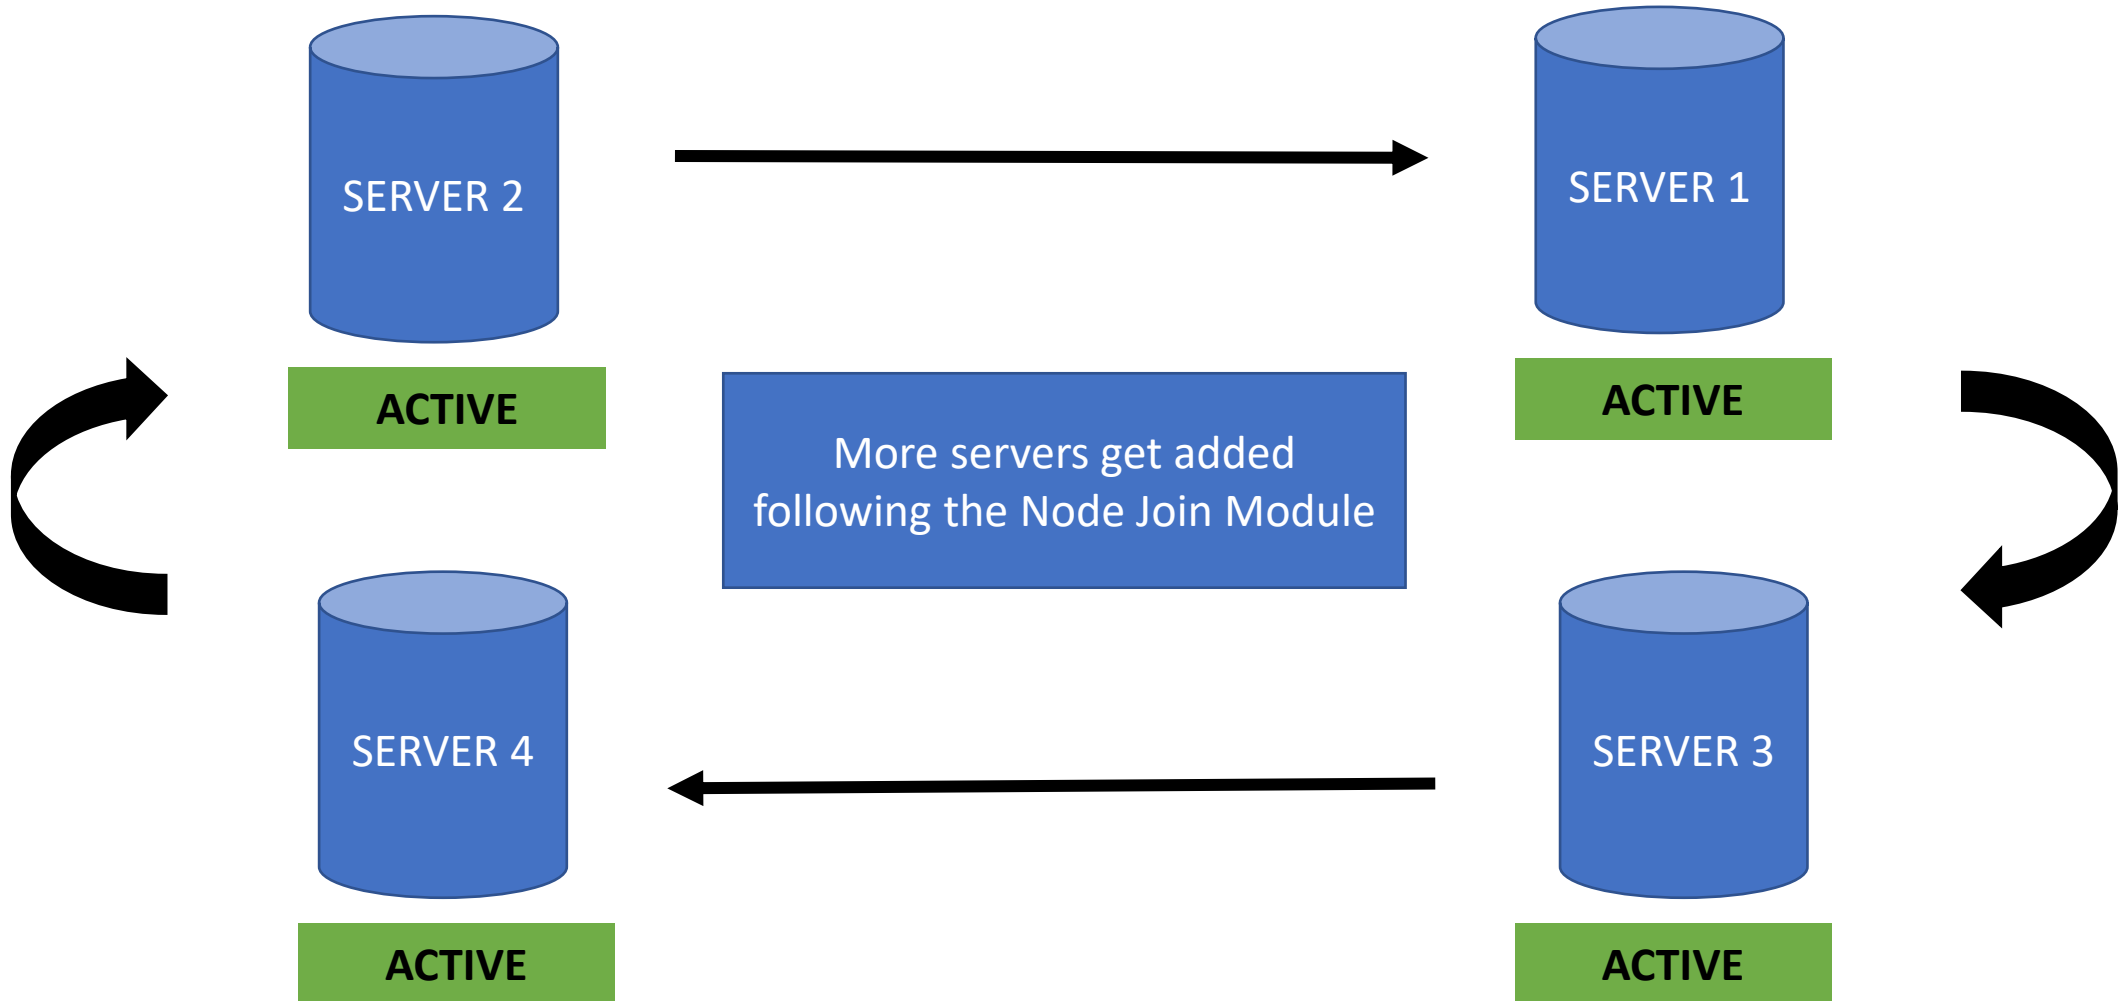 SERVER 2
SERVER 1
ACTIVE
ACTIVE
More servers get added
following the Node Join Module
SERVER 4
SERVER 3
ACTIVE
ACTIVE